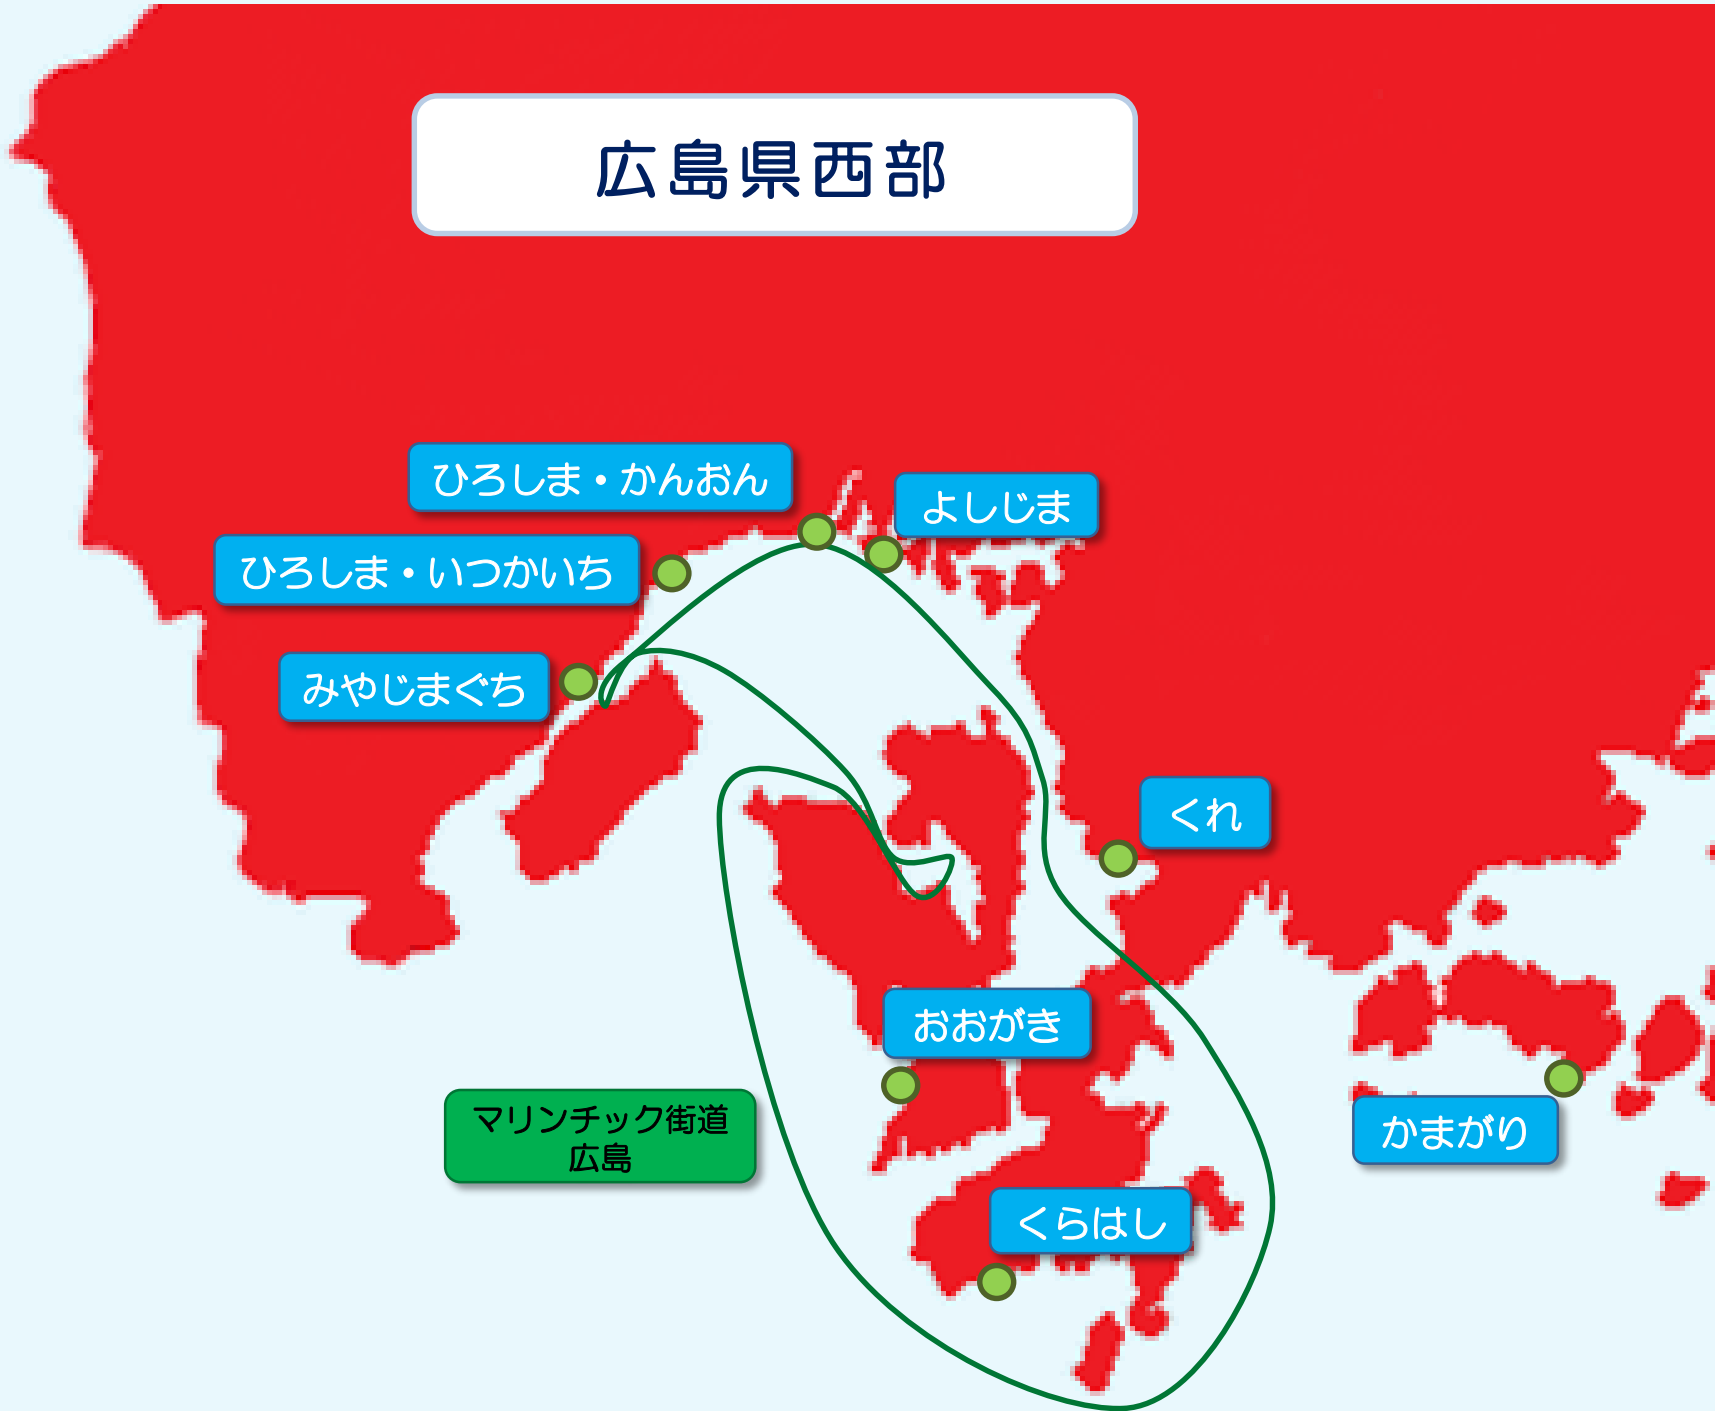 広島県西部
ひろしま・かんおん
よしじま
ひろしま・いつかいち
みやじまぐち
くれ
おおがき
マリンチック街道
広島
かまがり
くらはし